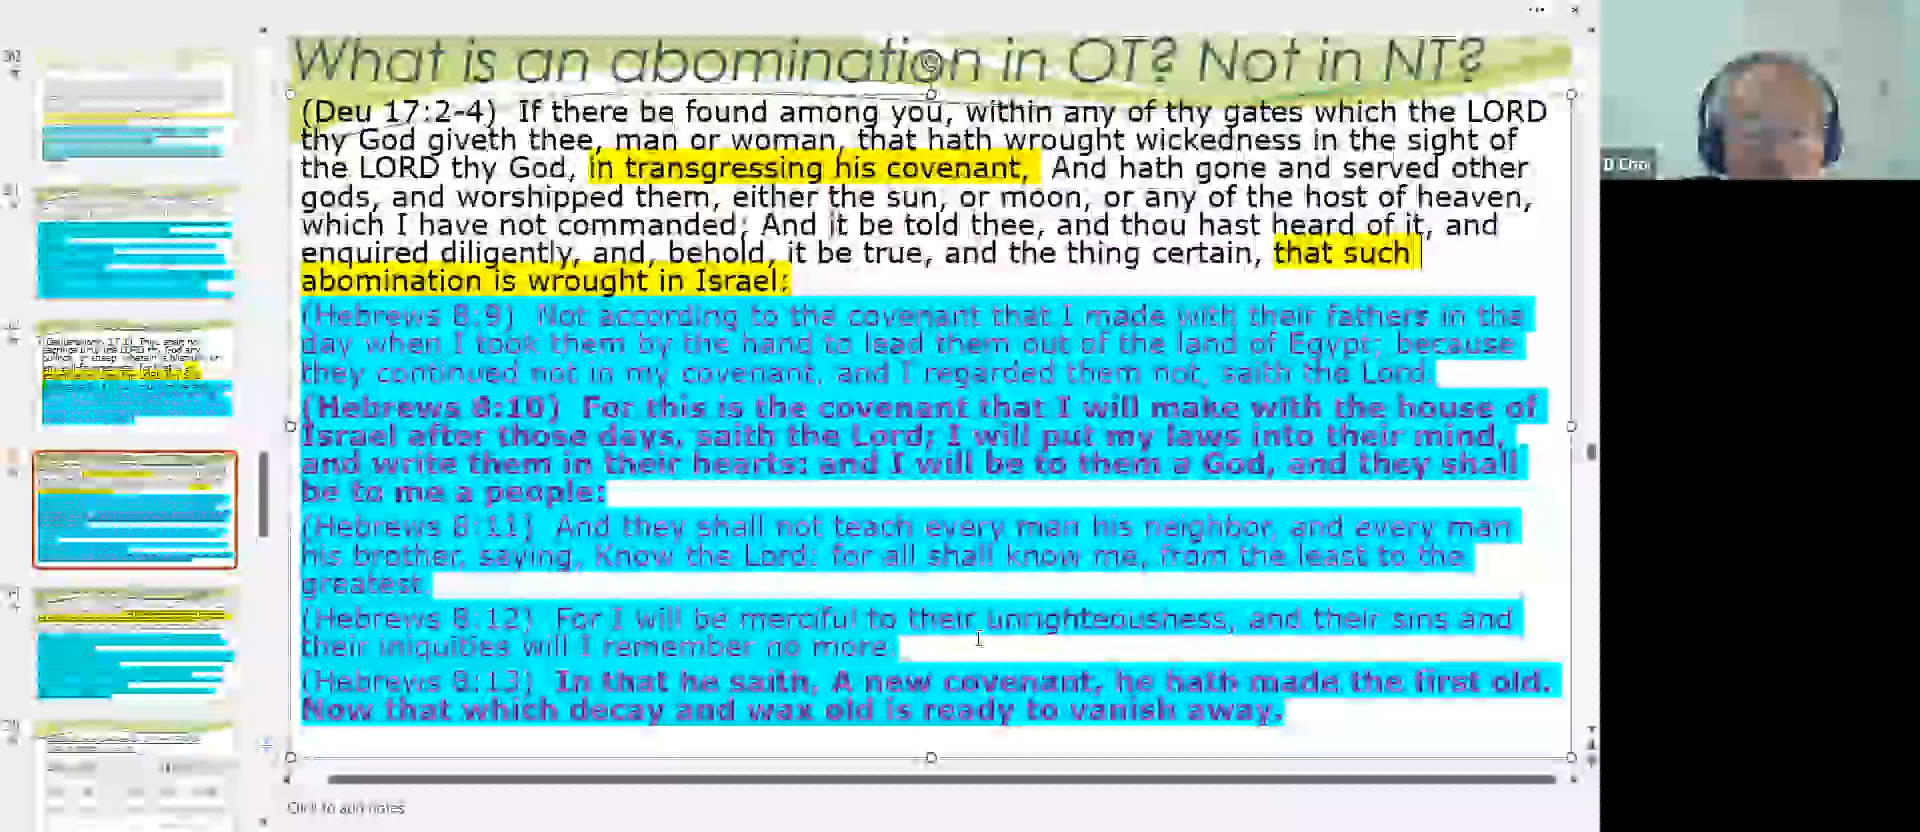 What is an abomination in OT? Not in NT?
(Deu 17:2-4) If there be found among you, within any of thy gates which the LORD
thy God giveth thee, man or woman, that hath wrought wickedness in the sight of
the LORD thy God, in transgressing his covenant, And hath gone and served other
gods, and worshipped them, either the sun, or moon, or any of the host of heaven,
which I have not commanded; And it be told thee, and thou hast heard of it, and
enquired diligently, and, behold, it be true, and the thing certain, that such
abomination is wrought in Israel:
(Hebrews 8:9) Not according to the covenant that I made with their fathers in the
day when I took them by the hand to lead them out of the land of Egypt; because
they continued not in my covenant, and I regarded them not, saith the Lord.
(Hebrews 8:10) For this is the covenant that I will make with the house of
Israel after those days, saith the Lord; I will put my laws into their mind,
and write them in their hearts: and I will be to them a God, and they shall
be to me a people:
(Hebrews 8:11) And they shall not teach every man his neighbor, and every man
his brother, saying, Know the Lord: for all shall know me, from the least to the
greatest.
(Hebrews 8:12) For I will be merciful to their unrighteousness, and their sins and
their iniquities will I remember no more.
(Hebrews 8:13) In that he saith, A new covenant, he hath made the first old.
Now that which decay and wax old is ready to vanish away.
Click to add notes
D Choi